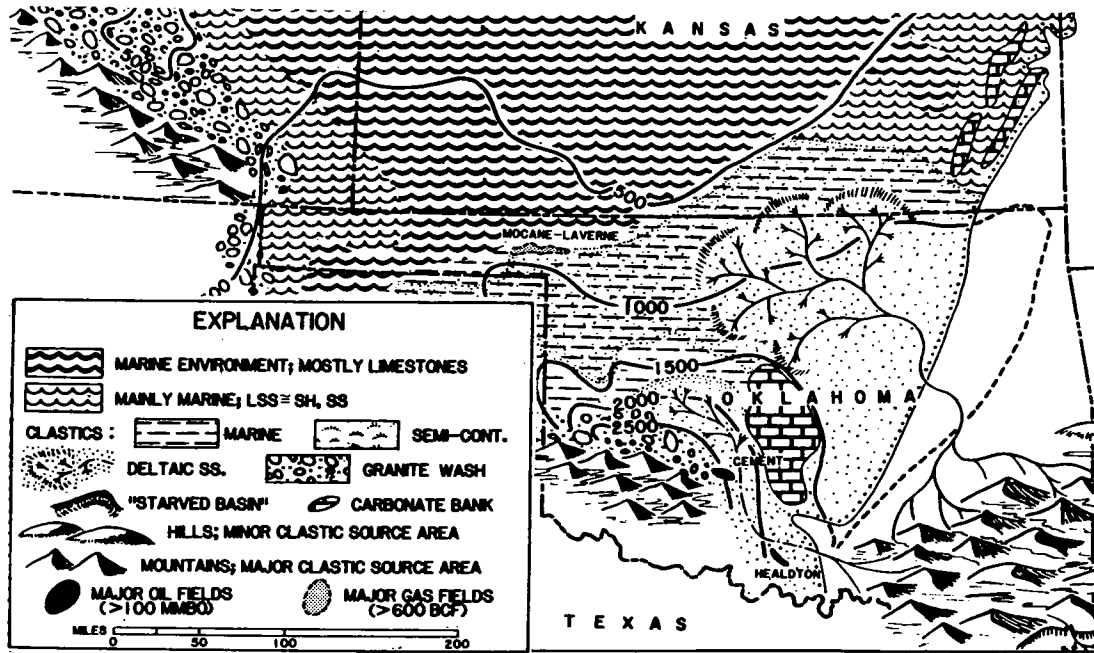 KANSAS
500
MOCANE-LAVERNE
1000
1500
OKLAHOMA
2000
2500
CEMENT
HEALDTON
TEXAS
EXPLANATION
MARINE ENVIRONMENT; MOSTLY LIMESTONES
MAINLY MARINE; LSS ≅ SH, SS
CLASTICS : MARINE SEMI-CONT.
DELTAIC SS. GRANITE WASH
"STARVED BASIN" CARBONATE BANK
HILLS; MINOR CLASTIC SOURCE AREA
MOUNTAINS; MAJOR CLASTIC SOURCE AREA
MAJOR OIL FIELDS MAJOR GAS FIELDS
(>100 MMBO) (>600 BCF)
MILES
0 50 100 200